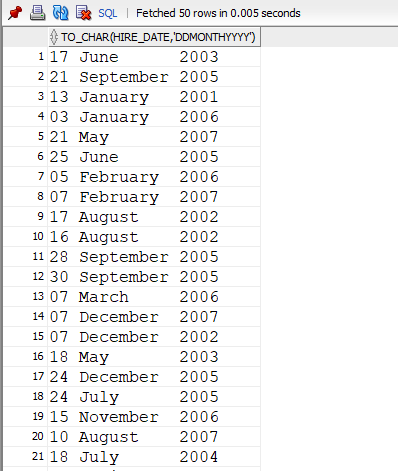 SQL | Fetched 50 rows in 0.005 seconds
TO_CHAR(HIRE_DATE,'DDMONTHYYYY')
1 17 June 2003
2 21 September 2005
3 13 January 2001
4 03 January 2006
5 21 May 2007
6 25 June 2005
7 05 February 2006
8 07 February 2007
9 17 August 2002
10 16 August 2002
11 28 September 2005
12 30 September 2005
13 07 March 2006
14 07 December 2007
15 07 December 2002
16 18 May 2003
17 24 December 2005
18 24 July 2005
19 15 November 2006
20 10 August 2007
21 18 July 2004